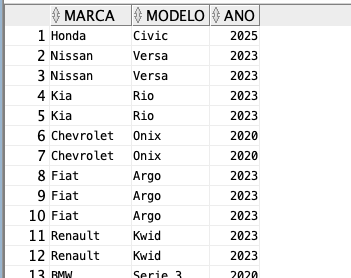 MARCA MODELO ANO
1 Honda Civic 2025
2 Nissan Versa 2023
3 Nissan Versa 2023
4 Kia Rio 2023
5 Kia Rio 2023
6 Chevrolet Onix 2020
7 Chevrolet Onix 2020
8 Fiat Argo 2023
9 Fiat Argo 2023
10 Fiat Argo 2023
11 Renault Kwid 2023
12 Renault Kwid 2023
13 BMW Serie 3 2020